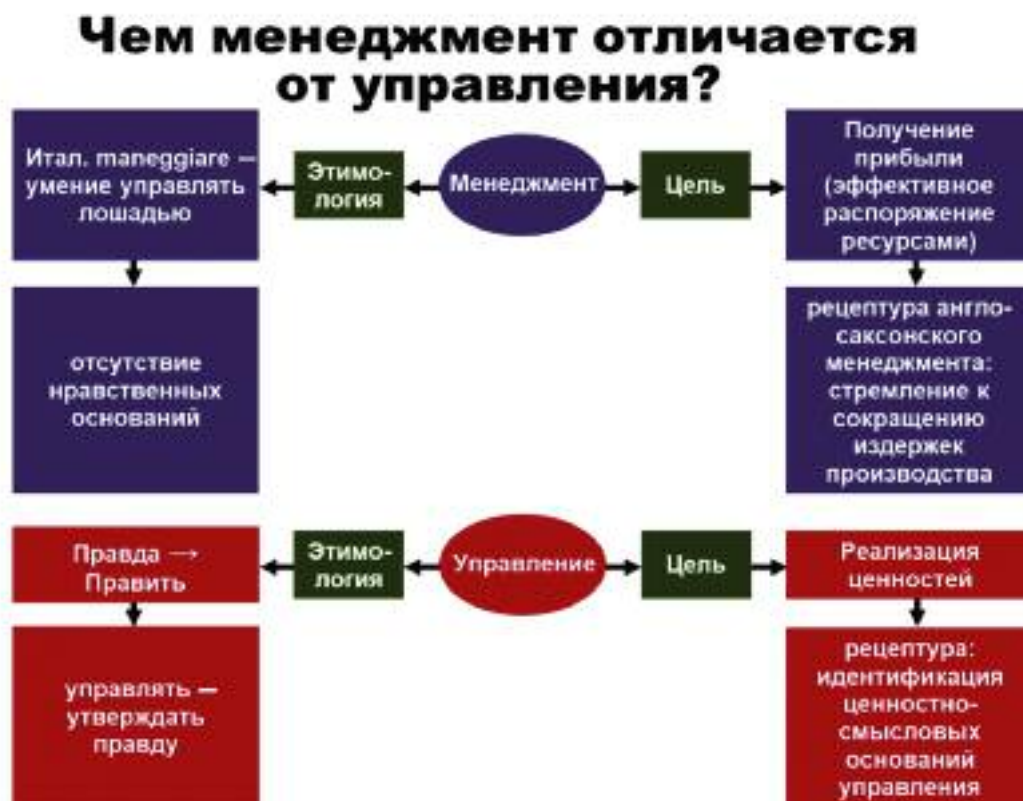 Чем менеджмент отличается
от управления?
Итал. maneggiare —
умение управлять
лошадью
Этимо-
логия
Менеджмент
Цель
Получение
прибыли
(эффективное
распоряжение
ресурсами)
отсутствие
нравственных
оснований
рецептура англо-
саксонского
менеджмента:
стремление к
сокращению
издержек
производства
Правда →
Править
Этимо-
логия
Управление
Цель
Реализация
ценностей
управлять —
утверждать
правду
рецептура:
идентификация
ценностно-
смысловых
оснований
управления